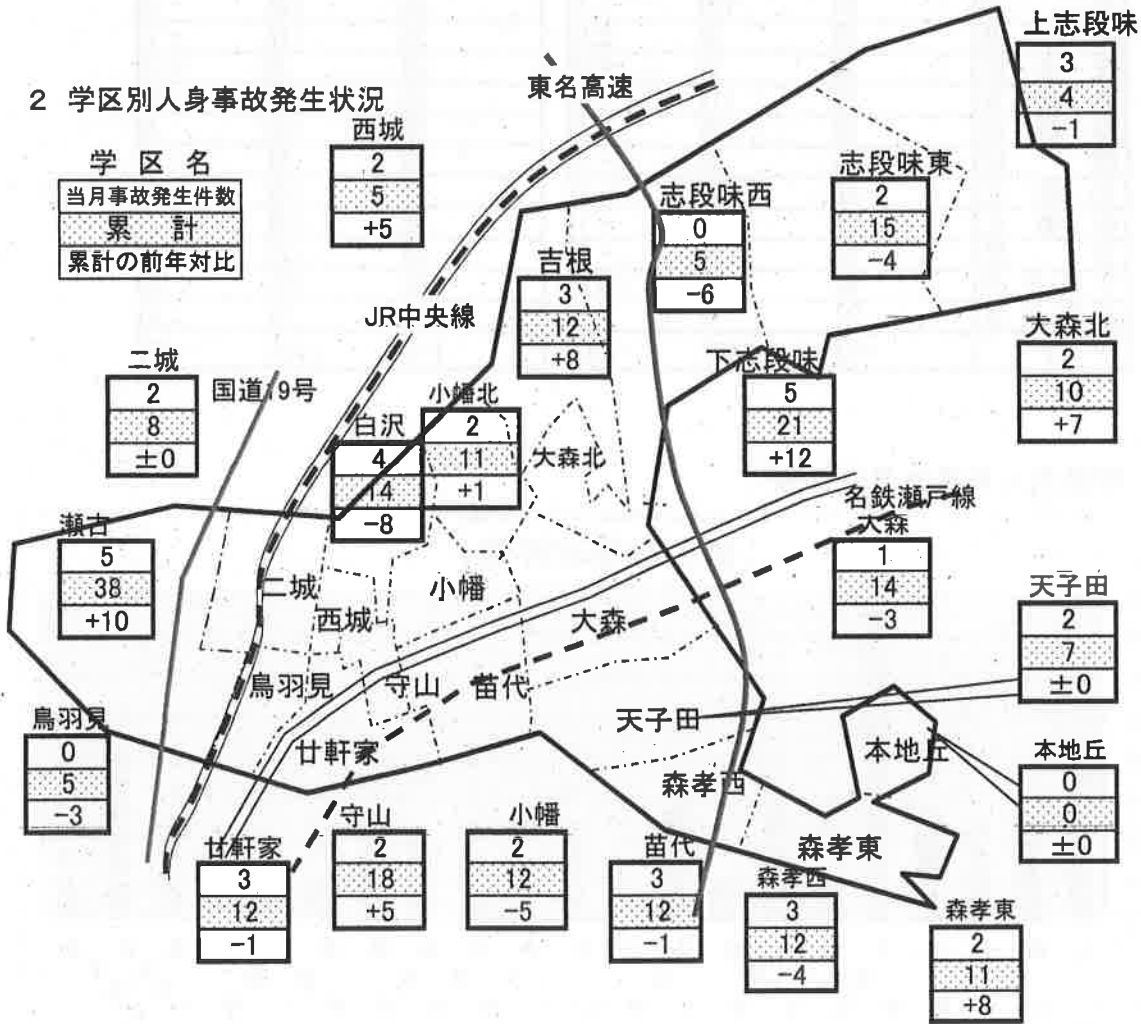 2 学区別人身事故発生状況
学区名
当月事故発生件数
累計
累計の前年対比
東名高速
上志段味
3
4
-1
西城
2
5
+5
志段味東
2
15
-4
志段味西
0
5
-6
吉根
3
12
+8
JR中央線
大森北
2
10
+7
二城
2
8
±0
国道19号
下志段味
5
21
+12
小幡北
2
11
+1
白沢
4
14
-8
大森北
名鉄瀬戸線
瀬古
5
38
+10
大森
1
14
-3
二城
小幡
西城
大森
天子田
2
7
±0
鳥羽見
守山
苗代
天子田
鳥羽見
0
5
-3
廿軒家
本地丘
本地丘
0
0
±0
森孝西
森孝東
廿軒家
3
12
-1
守山
2
18
+5
小幡
2
12
-5
苗代
3
12
-1
森孝西
3
12
-4
森孝東
2
11
+8